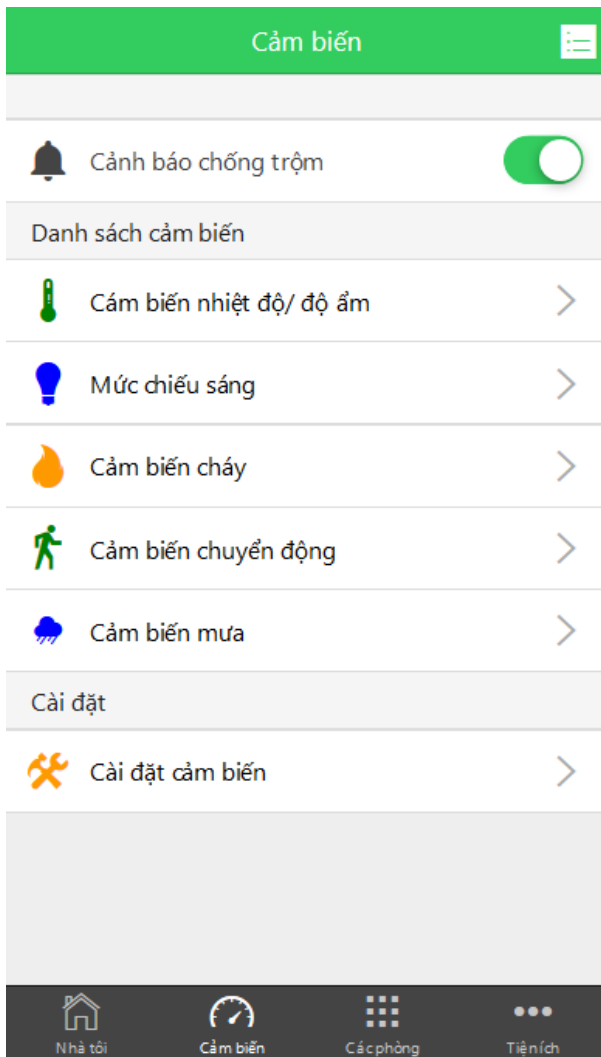 Cảm biến
Cảnh báo chống trộm
Danh sách cảm biến
Cám biến nhiệt độ/ độ ẩm
Mức chiếu sáng
Cảm biến cháy
Cảm biến chuyển động
Cảm biến mưa
Cài đặt
Cài đặt cảm biến
Nhà tôi Cảm biến Các phòng Tiện ích